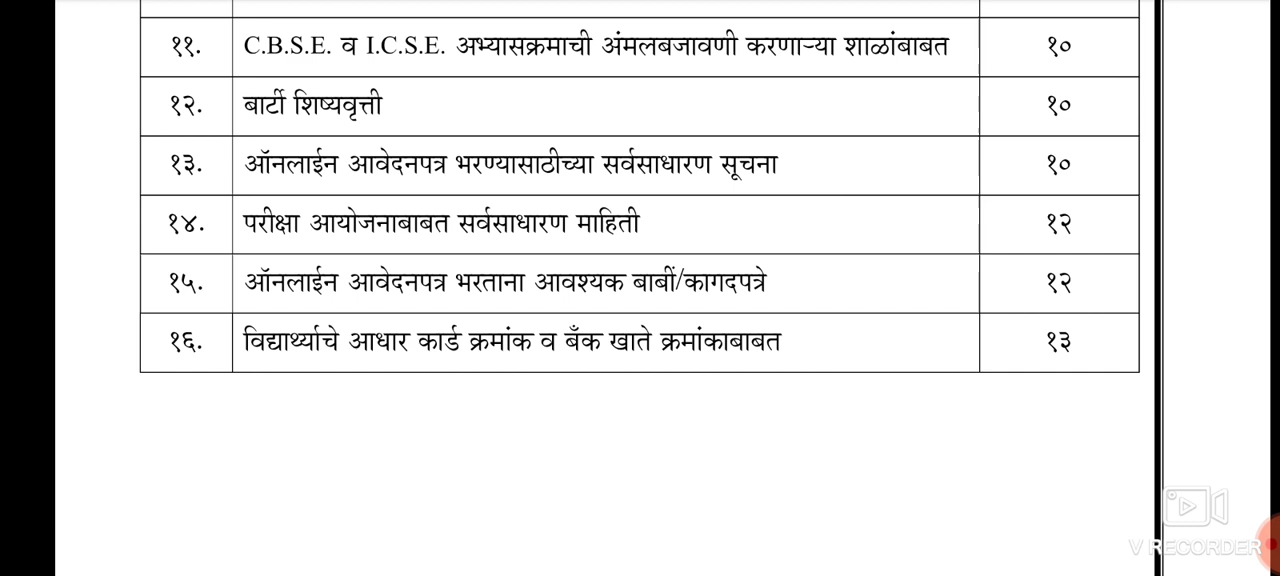 ११. C.B.S.E. व I.C.S.E. अभ्यासक्रमाची अंमलबजावणी करणाऱ्या शाळांबाबत १०
१२. बार्टी शिष्यवृत्ती १०
१३. ऑनलाईन आवेदनपत्र भरण्यासाठीच्या सर्वसाधारण सूचना १०
१४. परीक्षा आयोजनाबाबत सर्वसाधारण माहिती १२
१५. ऑनलाईन आवेदनपत्र भरताना आवश्यक बाबीं/कागदपत्रे १२
१६. विद्यार्थ्याचे आधार कार्ड क्रमांक व बँक खाते क्रमांकाबाबत १३
V RECORDER